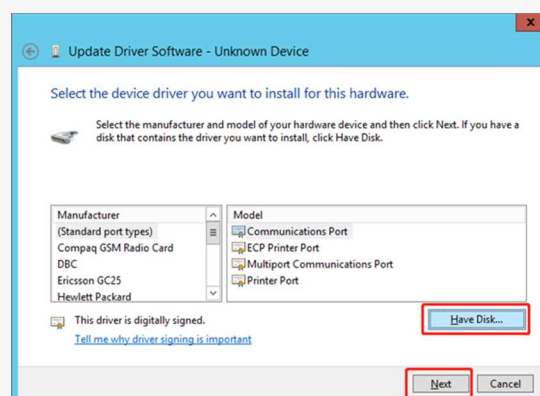 x
Update Driver Software - Unknown Device
Select the device driver you want to install for this hardware.
Select the manufacturer and model of your hardware device and then click Next. If you have a
disk that contains the driver you want to install, click Have Disk.
Manufacturer
(Standard port types)
Compaq GSM Radio Card
DBC
Ericsson GC25
Hewlett Packard
Model
Communications Port
ECP Printer Port
Multiport Communications Port
Printer Port
This driver is digitally signed.
Have Disk...
Tell me why driver signing is important
Next
Cancel